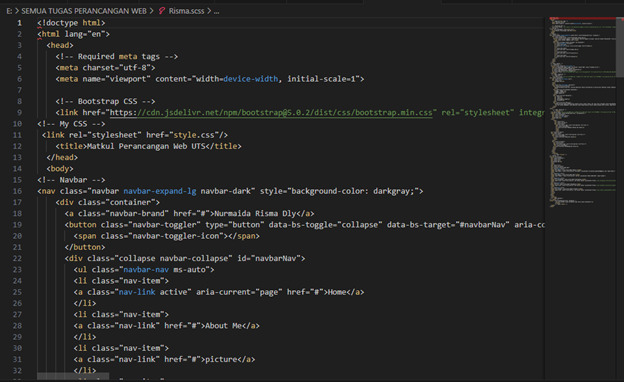 E: > SEMUA TUGAS PERANCANGAN WEB > Risma.scss > ...
1 <!doctype html>
2 <html lang="en">
3 <head>
4 <!-- Required meta tags -->
5 <meta charset="utf-8">
6 <meta name="viewport" content="width=device-width, initial-scale=1">
7
8 <!-- Bootstrap CSS -->
9 <link href="https://cdn.jsdelivr.net/npm/bootstrap@5.0.2/dist/css/bootstrap.min.css" rel="stylesheet" integr
10 <!-- My CSS -->
11 <link rel="stylesheet" href="style.css"/>
12 <title>Matkul Perancangan Web UTS</title>
13 </head>
14 <body>
15 <!-- Navbar -->
16 <nav class="navbar navbar-expand-lg navbar-dark" style="background-color: darkgray;">
17 <div class="container">
18 <a class="navbar-brand" href="#">Nurmaida Risma Dly</a>
19 <button class="navbar-toggler" type="button" data-bs-toggle="collapse" data-bs-target="#navbarNav" aria-co
20 <span class="navbar-toggler-icon"></span>
21 </button>
22 <div class="collapse navbar-collapse" id="navbarNav">
23 <ul class="navbar-nav ms-auto">
24 <li class="nav-item">
25 <a class="nav-link active" aria-current="page" href="#">Home</a>
26 </li>
27 <li class="nav-item">
28 <a class="nav-link" href="#">About Me</a>
29 </li>
30 <li class="nav-item">
31 <a class="nav-link" href="#">picture</a>
32 </li>